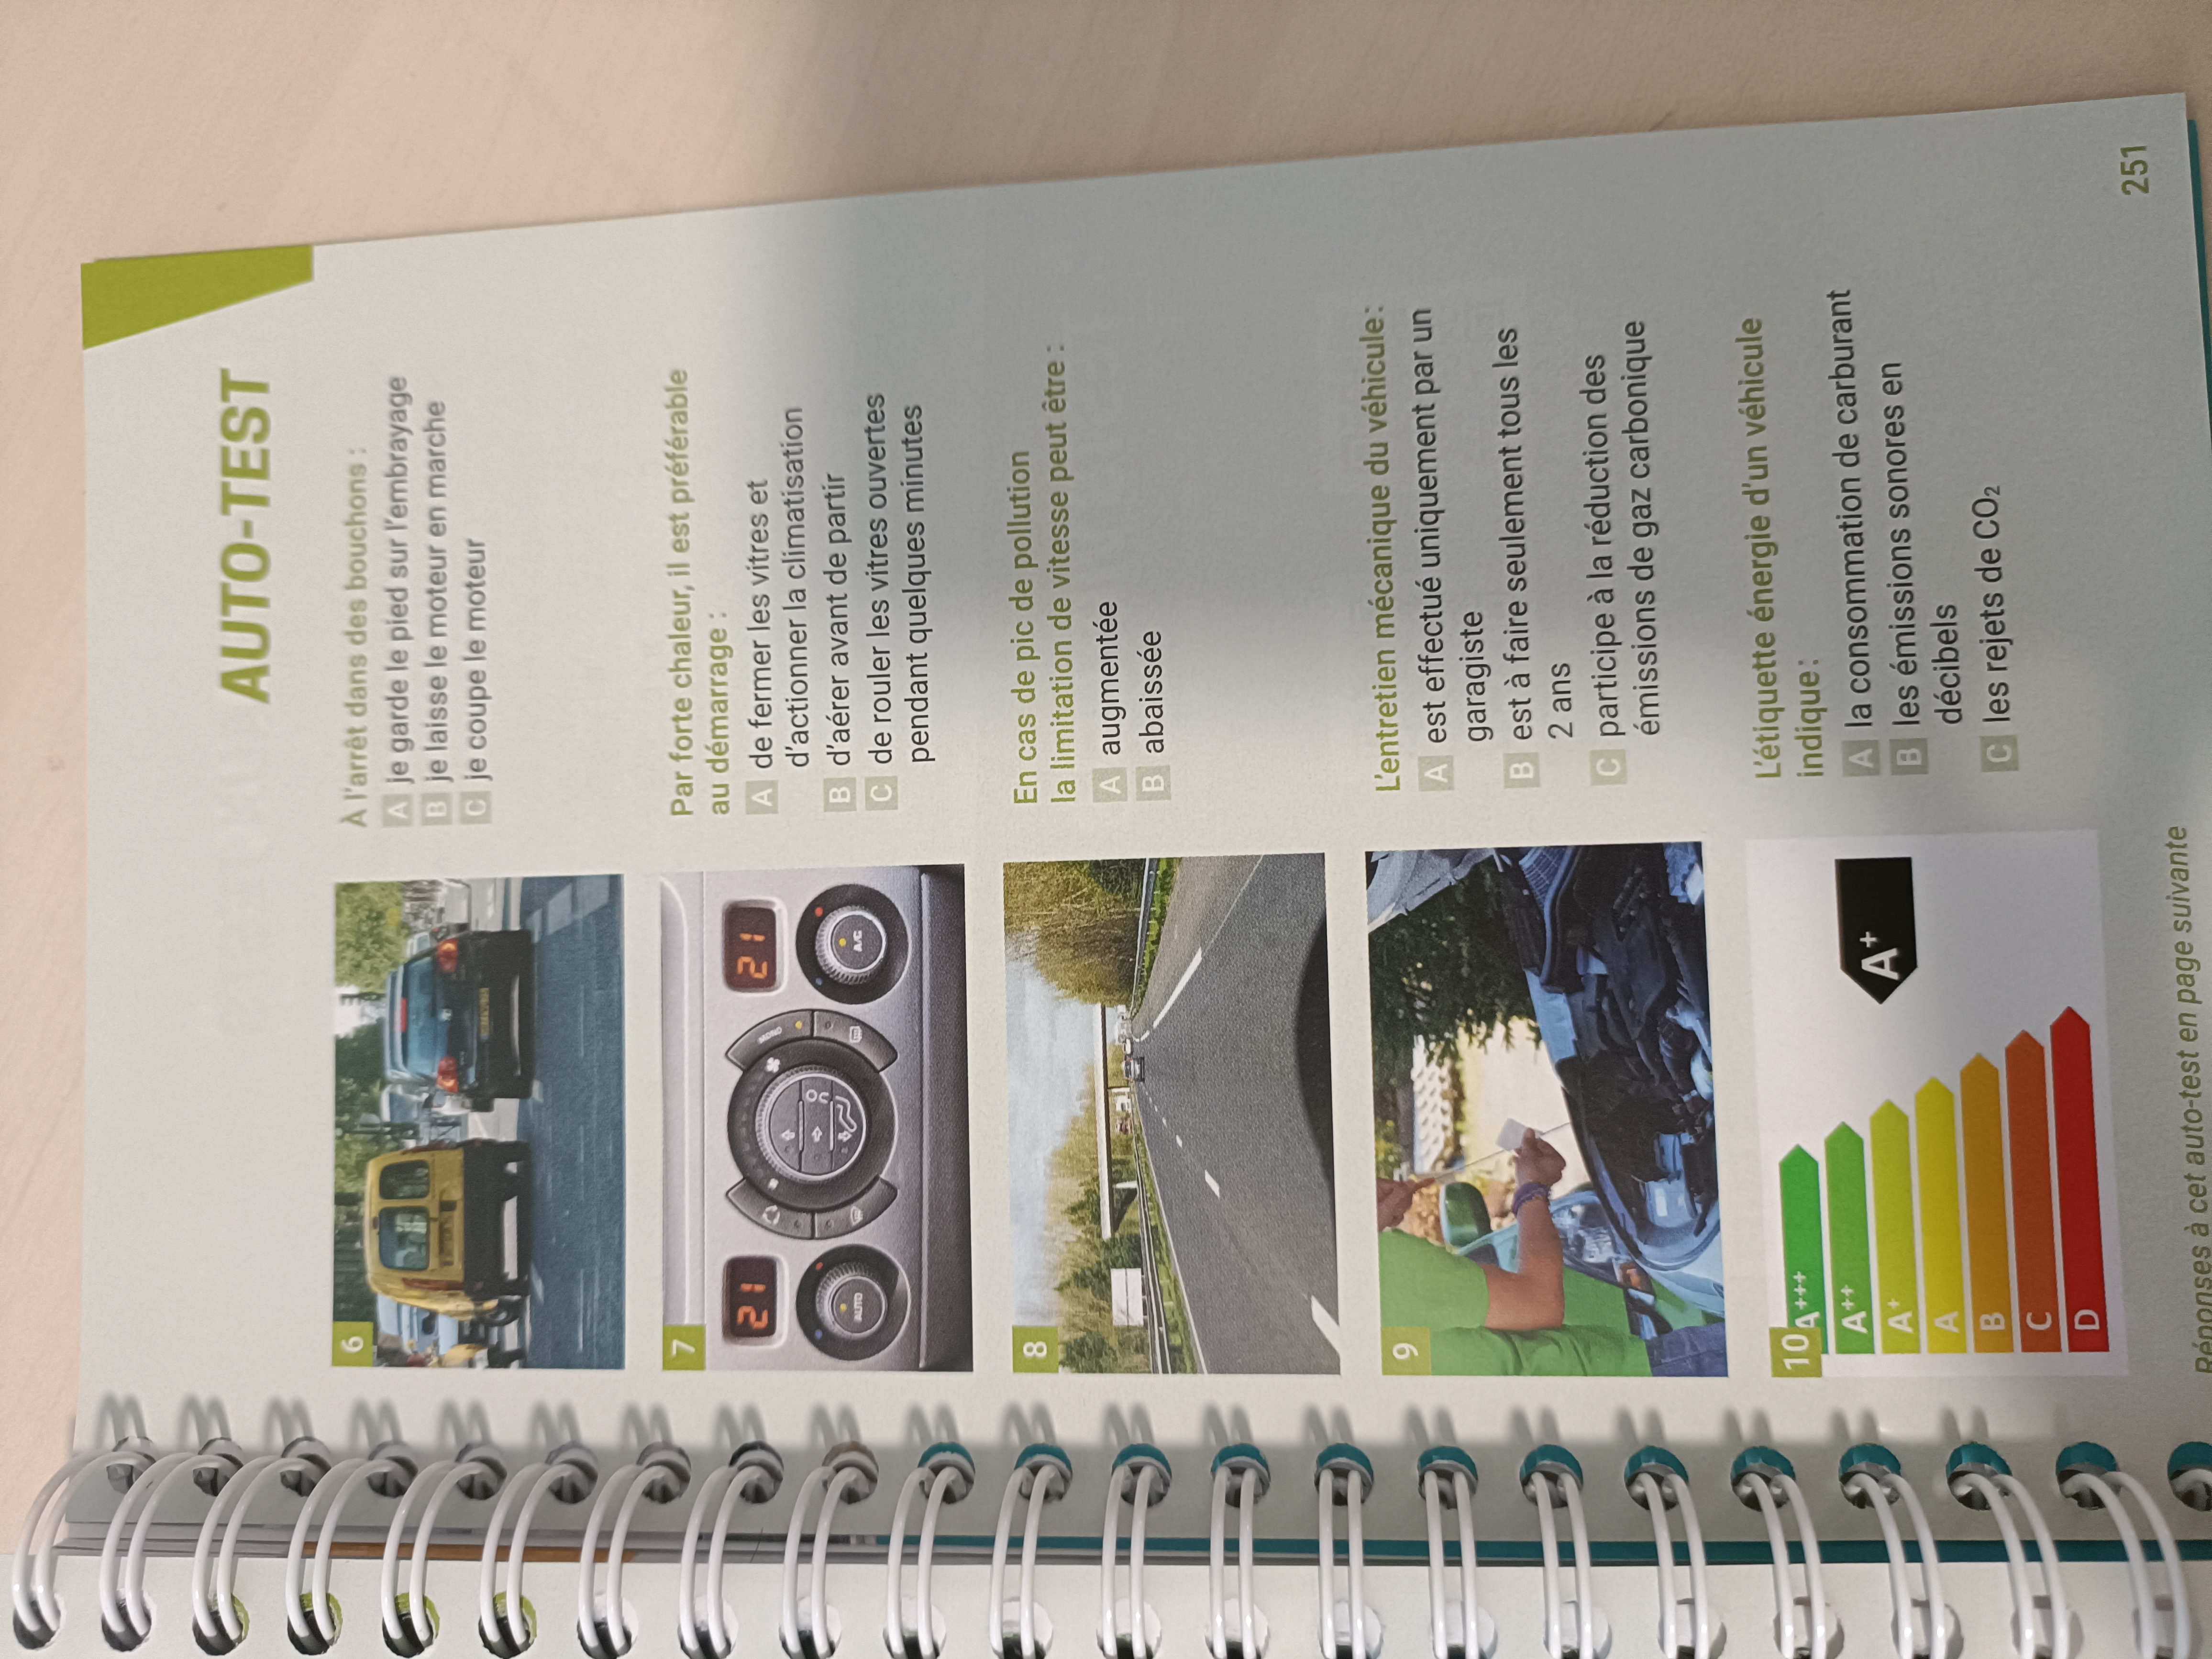 AUTO-TEST
6
À l'arrêt dans des bouchons :
A je garde le pied sur l'embrayage
B je laisse le moteur en marche
C je coupe le moteur
7
21
21
AUTO
MONO
A/C
Par forte chaleur, il est préférable
au démarrage :
A de fermer les vitres et
d'actionner la climatisation
B d'aérer avant de partir
C de rouler les vitres ouvertes
pendant quelques minutes
8
En cas de pic de pollution
la limitation de vitesse peut être :
A augmentée
B abaissée
9
L'entretien mécanique du véhicule :
A est effectué uniquement par un
garagiste
B est à faire seulement tous les
2 ans
C participe à la réduction des
émissions de gaz carbonique
10
A+++
A++
A+
A
B
C
D
A+
L'étiquette énergie d'un véhicule
indique :
A la consommation de carburant
B les émissions sonores en
décibels
C les rejets de CO₂
Réponses à cet auto-test en page suivante
251